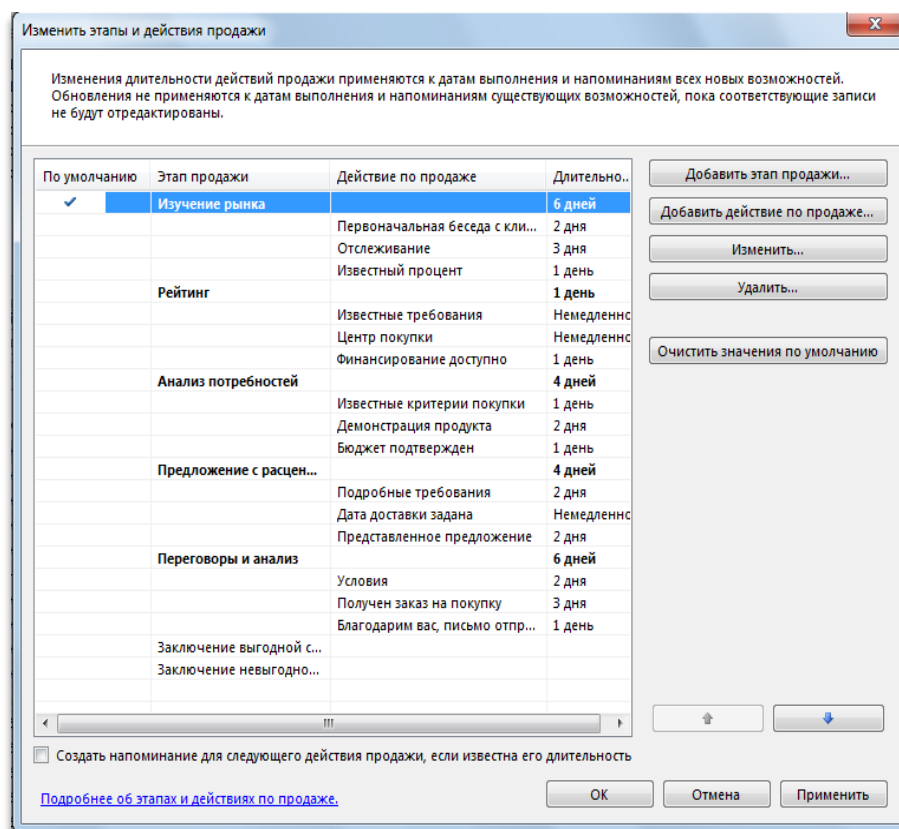 Изменить этапы и действия продажи
Изменения длительности действий продажи применяются к датам выполнения и напоминаниям всех новых возможностей.
Обновления не применяются к датам выполнения и напоминаниям существующих возможностей, пока соответствующие записи
не будут отредактированы.
По умолчанию Этап продажи Действие по продаже Длительно..
Изучение рынка 6 дней
Первоначальная беседа с кли... 2 дня
Отслеживание 3 дня
Известный процент 1 день
Рейтинг 1 день
Известные требования Немедленно
Центр покупки Немедленно
Финансирование доступно 1 день
Анализ потребностей 4 дней
Известные критерии покупки 1 день
Демонстрация продукта 2 дня
Бюджет подтвержден 1 день
Предложение с расцен... 4 дней
Подробные требования 2 дня
Дата доставки задана Немедленно
Представленное предложение 2 дня
Переговоры и анализ 6 дней
Условия 2 дня
Получен заказ на покупку 3 дня
Благодарим вас, письмо отпр... 1 день
Заключение выгодной с...
Заключение невыгодно...
Добавить этап продажи...
Добавить действие по продаже...
Изменить...
Удалить...
Очистить значения по умолчанию
Создать напоминание для следующего действия продажи, если известна его длительность
Подробнее об этапах и действиях по продаже.
ОК Отмена Применить